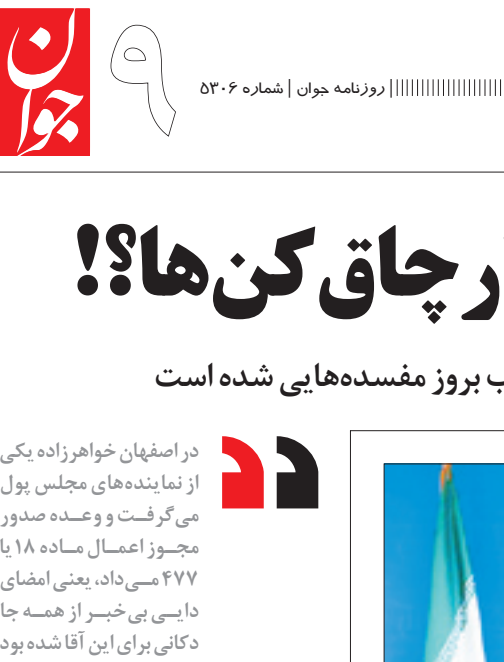 جوان
۹
روزنامه جوان | شماره ۵۳۰۶
چاق‌کن‌ها؟!
بروز مفسده‌هایی شده است
در اصفهان خواهرزاده یکی
از نماینده‌های مجلس پول
می‌گرفت و وعده صدور
مجوز اعمال ماده ۱۸ یا
۴۷۷ می‌داد، یعنی امضای
دایی بی‌خبر از همه جا
دکانی برای این آقا شده بود